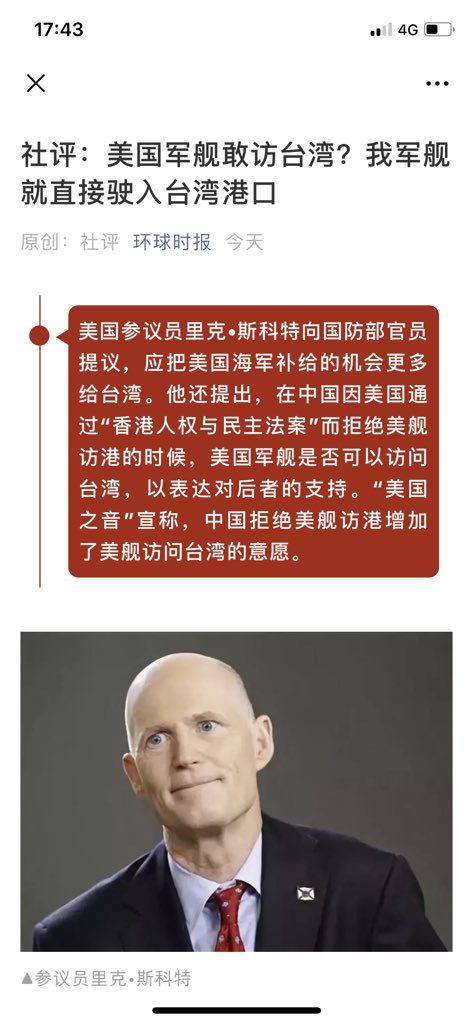 17:43
4G
社评：美国军舰敢访台湾？我军舰
就直接驶入台湾港口
原创： 社评 环球时报 今天
美国参议员里克•斯科特向国防部官员
提议，应把美国海军补给的机会更多
给台湾。他还提出，在中国因美国通
过“香港人权与民主法案”而拒绝美舰
访港的时候，美国军舰是否可以访问
台湾，以表达对后者的支持。“美国
之音”宣称，中国拒绝美舰访港增加
了美舰访问台湾的意愿。
▲参议员里克•斯科特